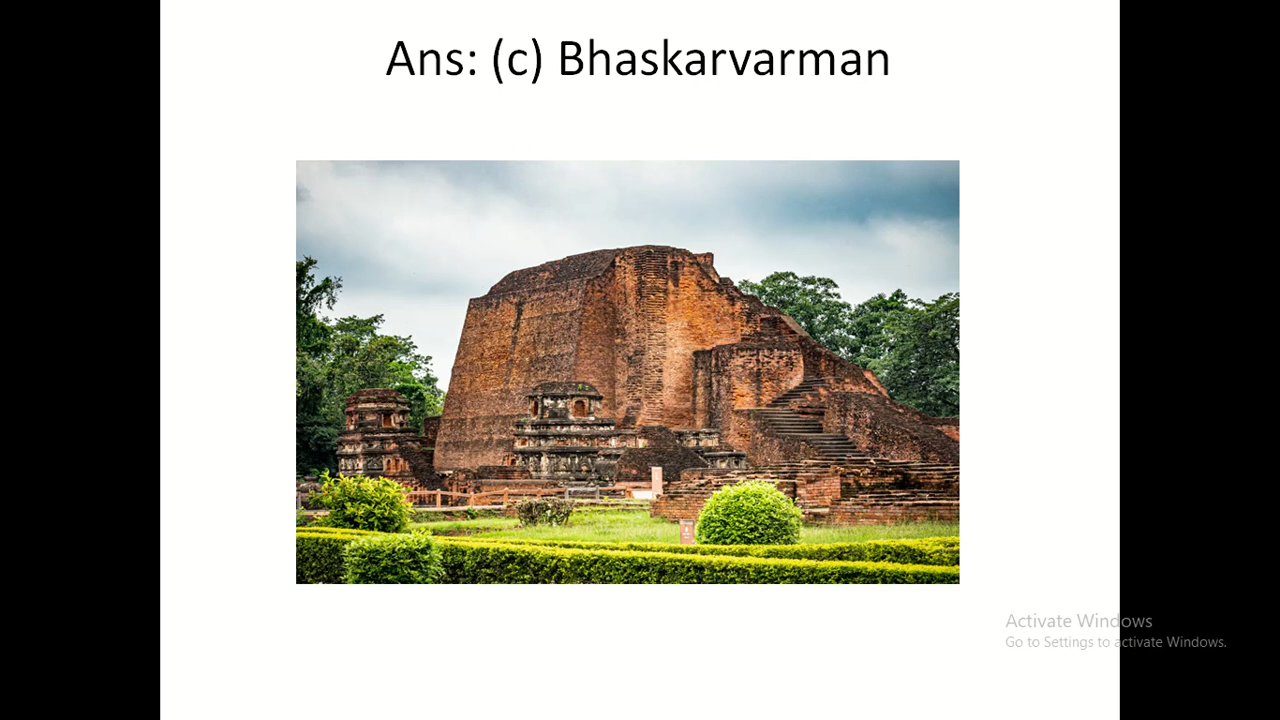 Ans: (c) Bhaskarvarman
Activate Windows
Go to Settings to activate Windows.